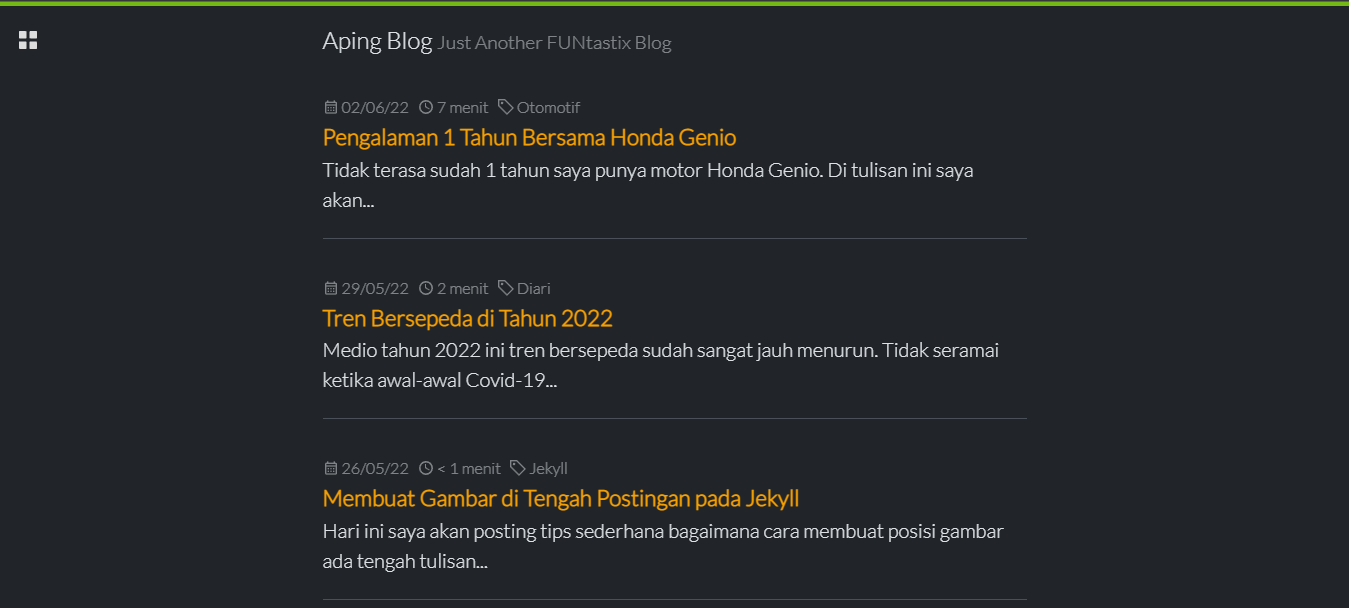 Aping Blog Just Another FUNtastix Blog
02/06/22 7 menit Otomotif
Pengalaman 1 Tahun Bersama Honda Genio
Tidak terasa sudah 1 tahun saya punya motor Honda Genio. Di tulisan ini saya
akan...
29/05/22 2 menit Diari
Tren Bersepeda di Tahun 2022
Medio tahun 2022 ini tren bersepeda sudah sangat jauh menurun. Tidak seramai
ketika awal-awal Covid-19...
26/05/22 < 1 menit Jekyll
Membuat Gambar di Tengah Postingan pada Jekyll
Hari ini saya akan posting tips sederhana bagaimana cara membuat posisi gambar
ada tengah tulisan...